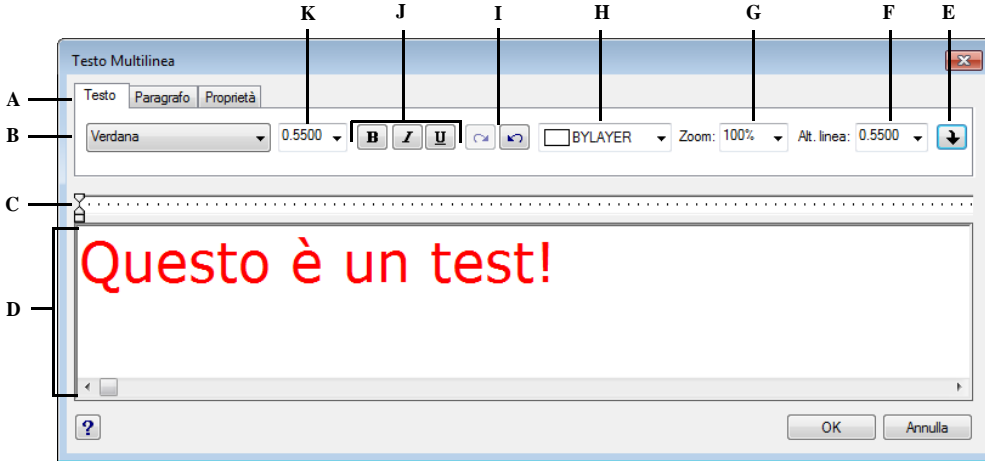 K J I H G F E
Testo Multilinea
A Testo Paragrafo Proprietà
B Verdana 0.5500 B I U BYLAYER Zoom: 100% Alt. linea: 0.5500
C
Questo è un test!
D
? OK Annulla